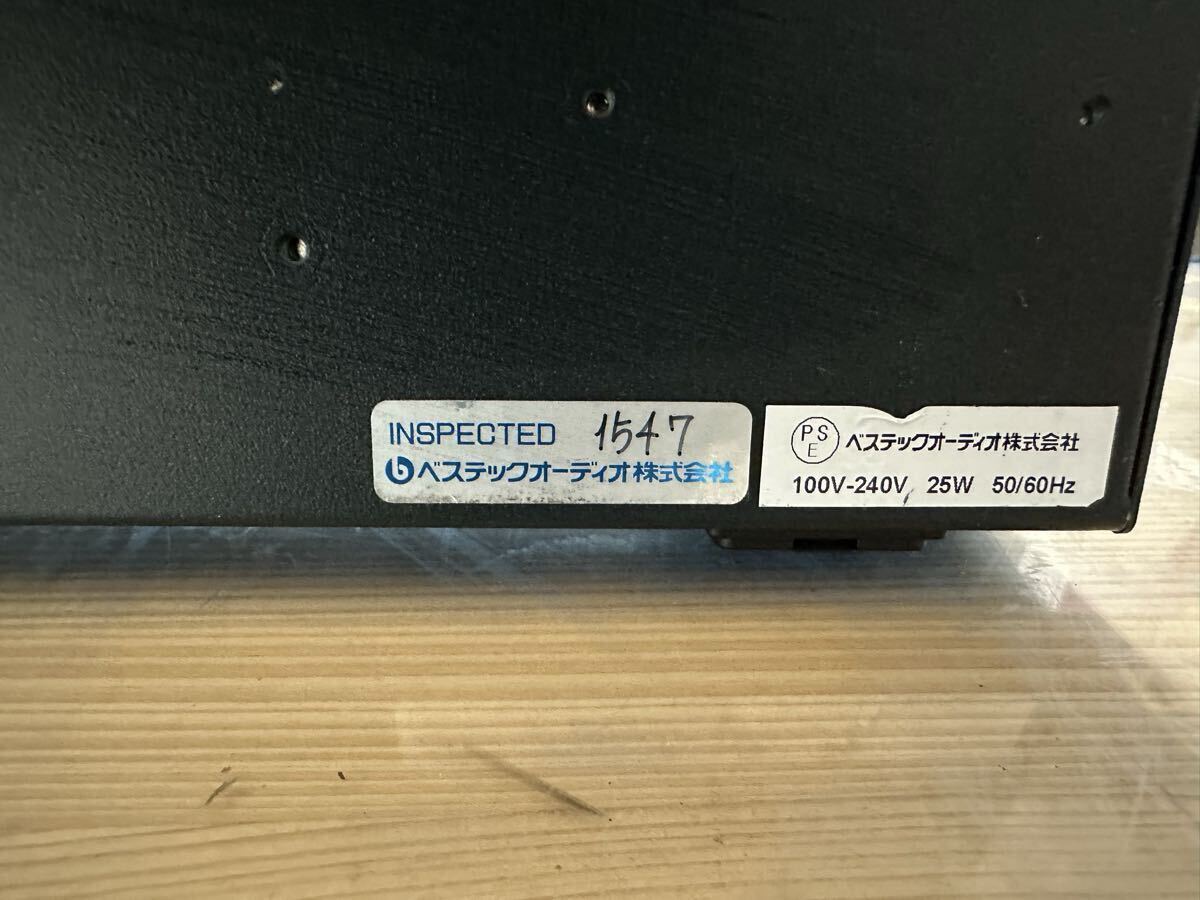 INSPECTED 1547
ベステックオーディオ株式会社
PSE ベステックオーディオ株式会社
100V-240V 25W 50/60Hz